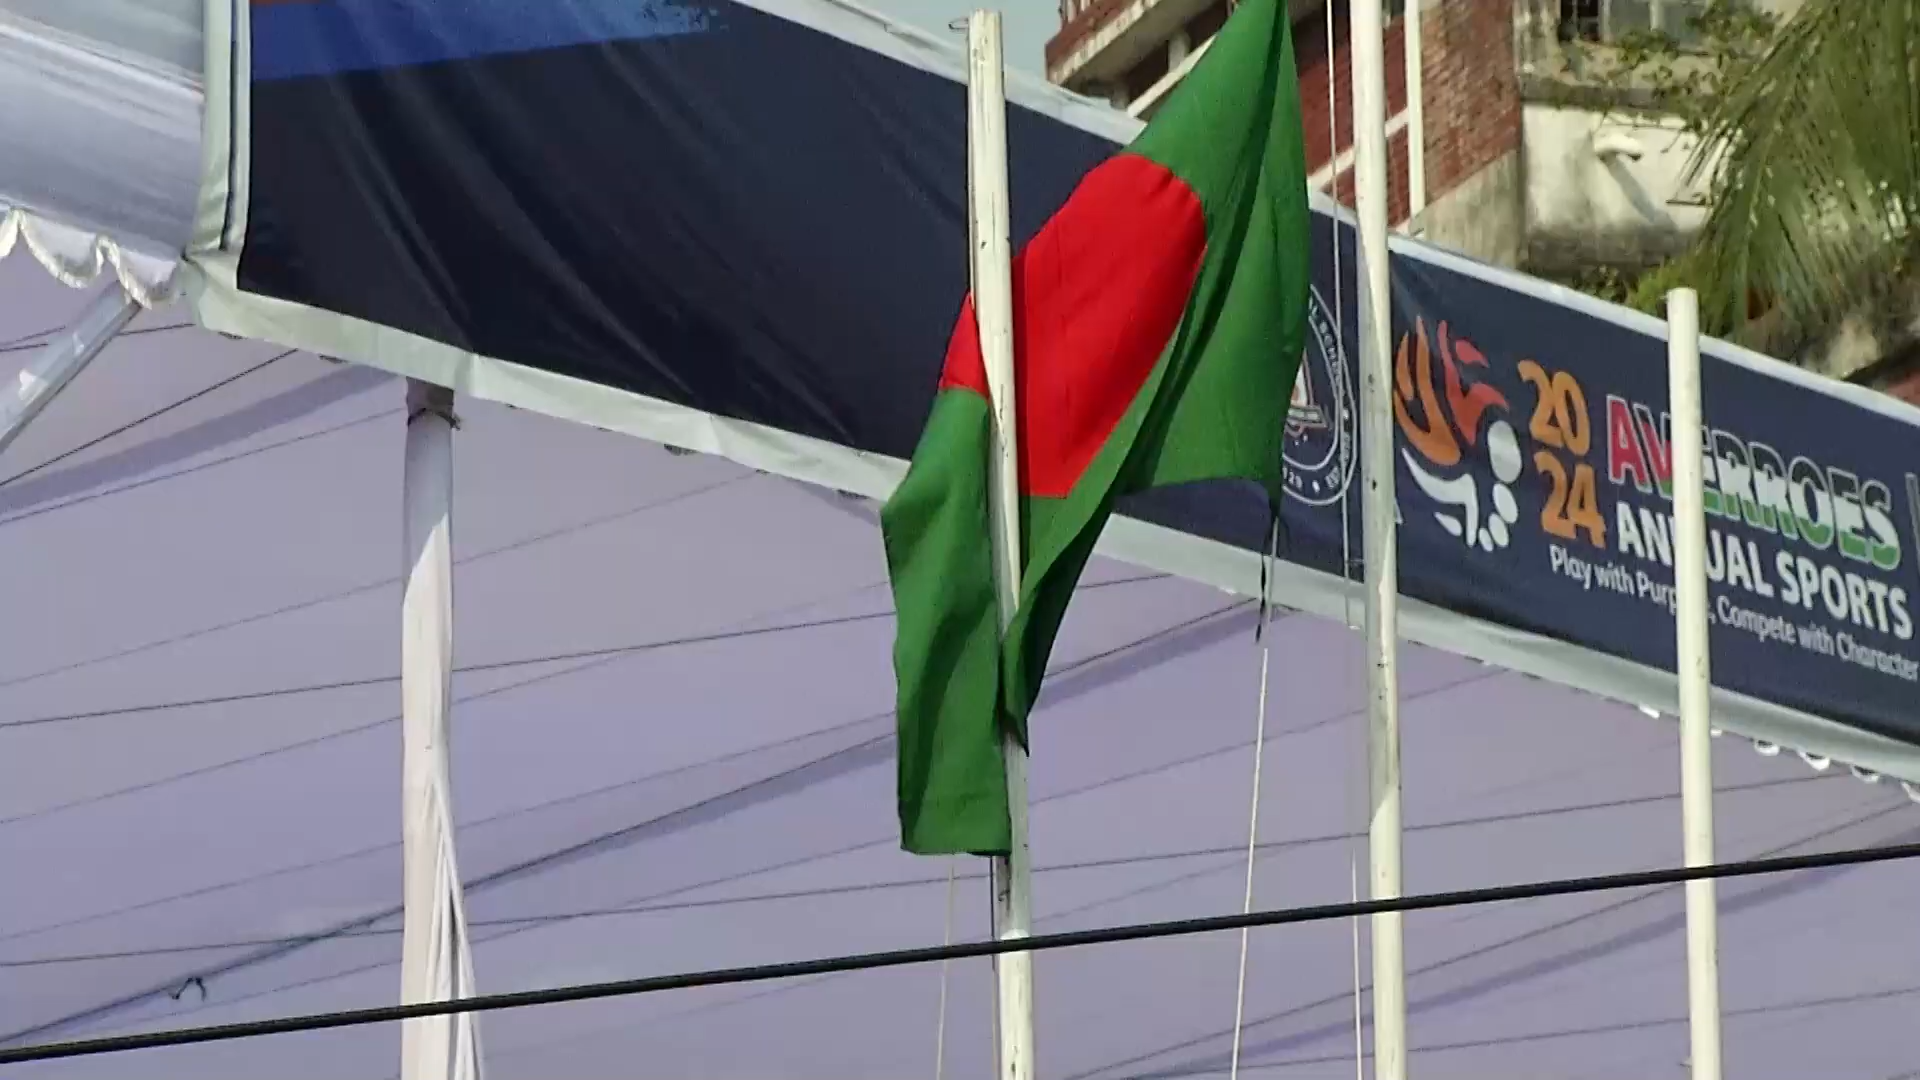 20
24
AVERROES
ANNUAL SPORTS
Play with Purpose, Compete with Character